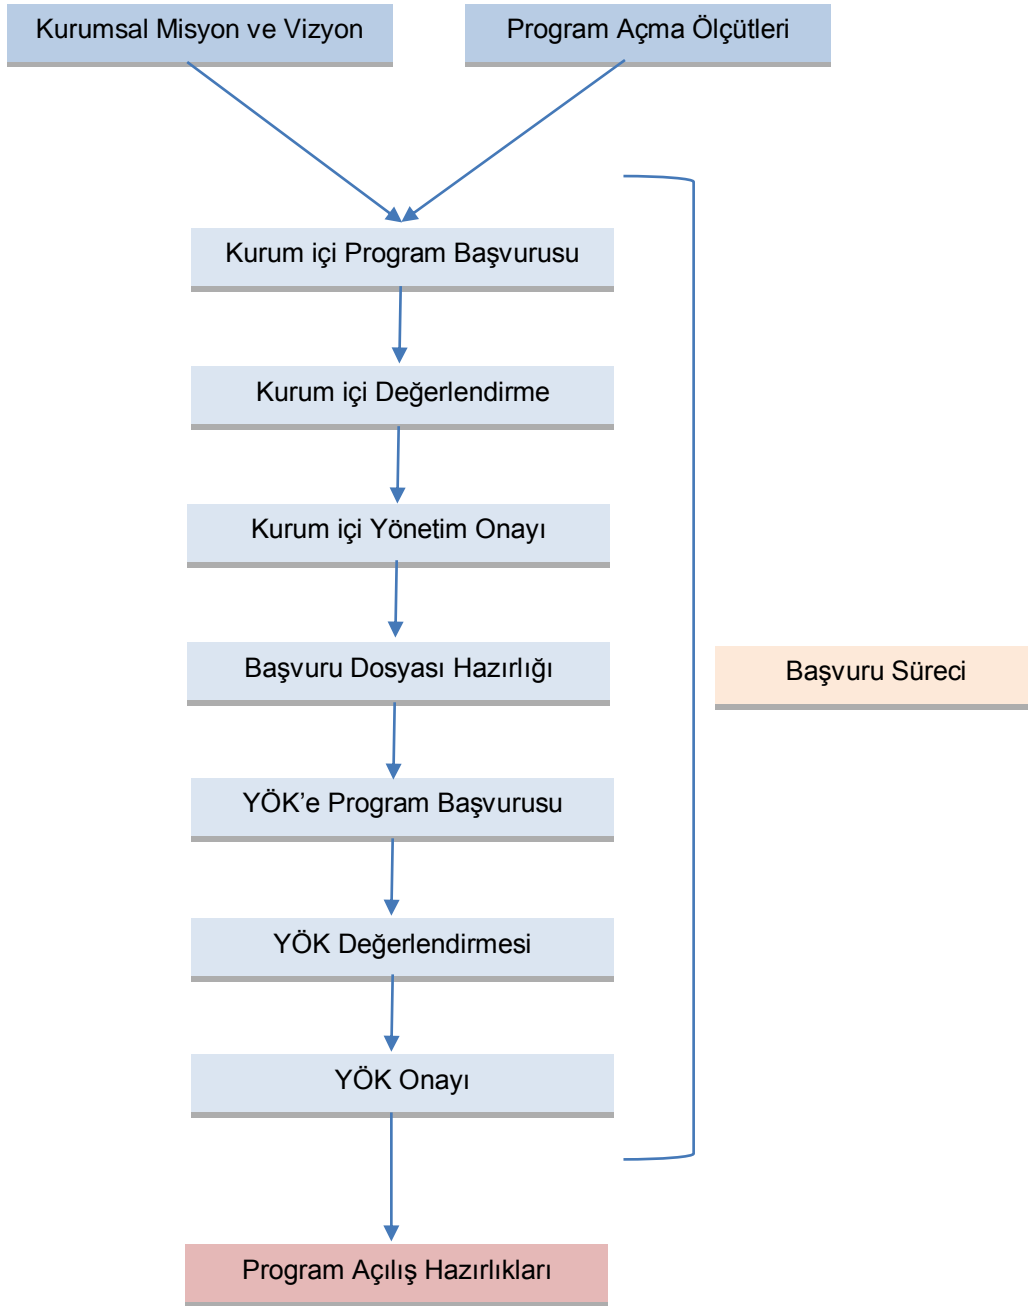 Kurumsal Misyon ve Vizyon
Program Açma Ölçütleri
Kurum içi Program Başvurusu
Kurum içi Değerlendirme
Kurum içi Yönetim Onayı
Başvuru Dosyası Hazırlığı
Başvuru Süreci
YÖK’e Program Başvurusu
YÖK Değerlendirmesi
YÖK Onayı
Program Açılış Hazırlıkları